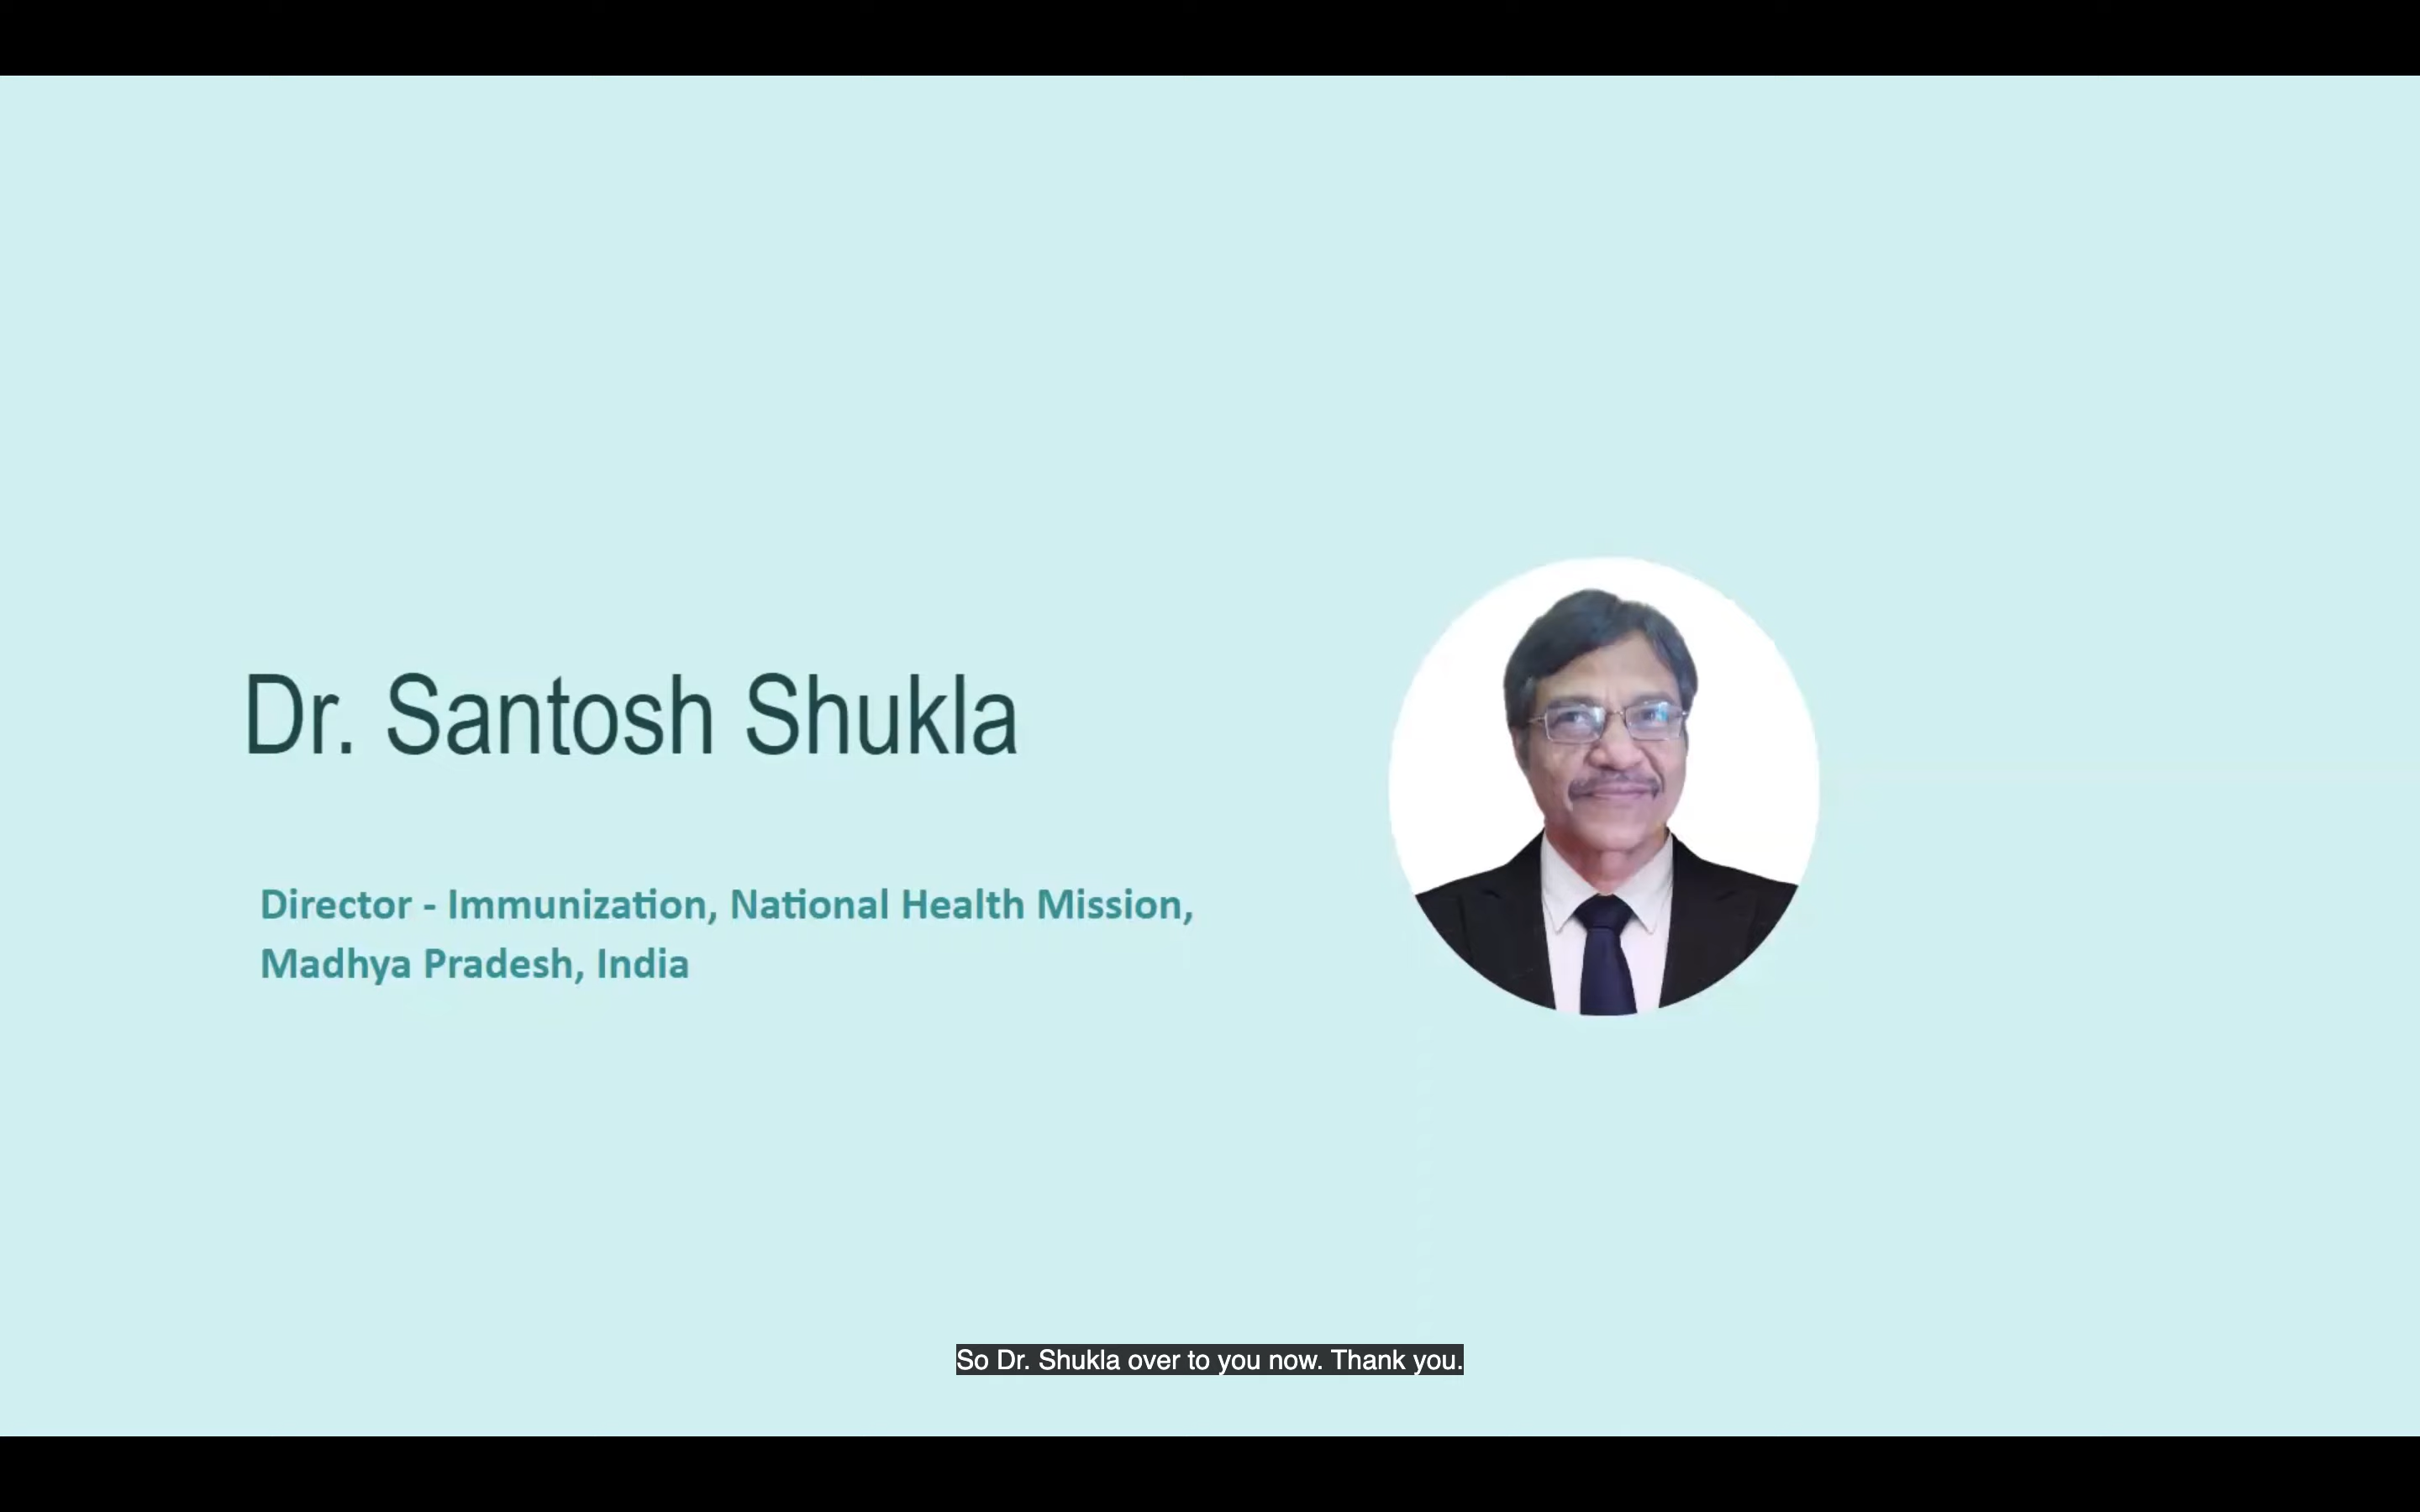 Dr. Santosh Shukla
Director - Immunization, National Health Mission,
Madhya Pradesh, India
So Dr. Shukla over to you now. Thank you.